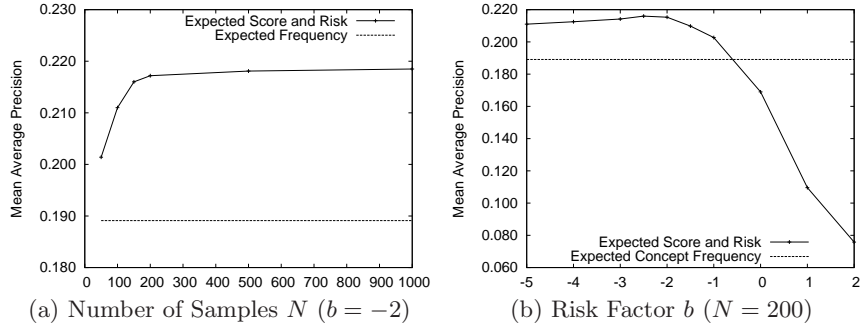 0.230
0.220
0.210
0.200
0.190
0.180
Mean Average Precision
Expected Score and Risk
Expected Frequency
0 100 200 300 400 500 600 700 800 900 1000
(a) Number of Samples N (b = −2)
0.220
0.200
0.180
0.160
0.140
0.120
0.100
0.080
0.060
Mean Average Precision
Expected Score and Risk
Expected Concept Frequency
-5 -4 -3 -2 -1 0 1 2
(b) Risk Factor b (N = 200)